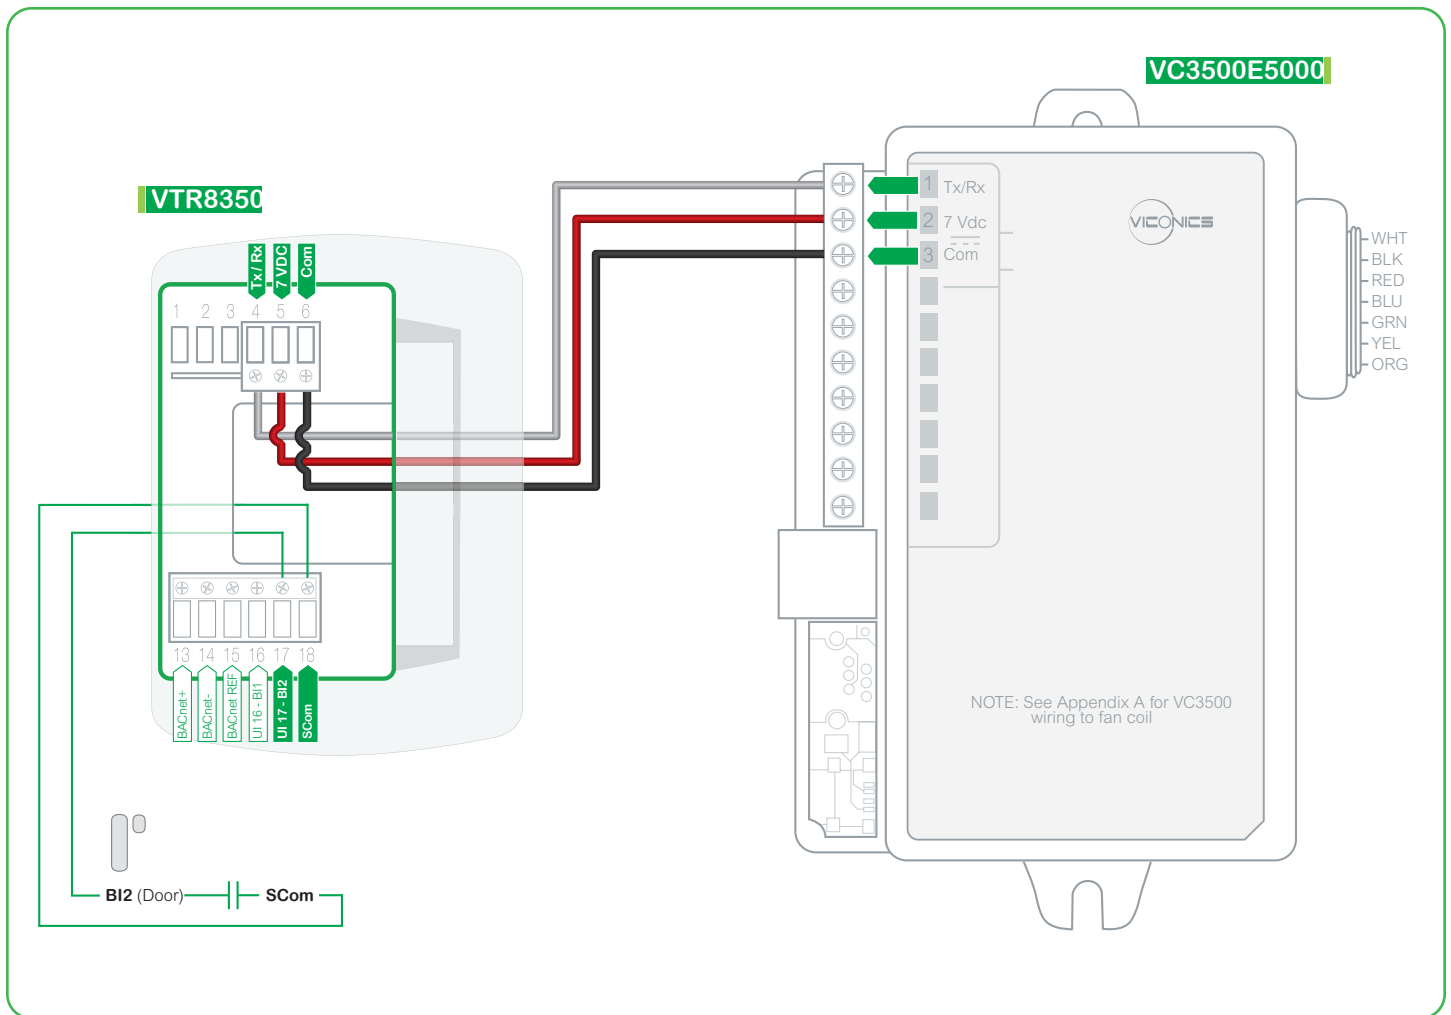 VC3500E5000
VTR8350
Tx / Rx
7 VDC
Com
1 2 3 4 5 6
1 Tx/Rx
2 7 Vdc
3 Com
VICONICS
WHT
BLK
RED
BLU
GRN
YEL
ORG
13 14 15 16 17 18
BACnet+
BACnet-
BACnet REF
UI 16 - BI1
UI 17 - BI2
SCom
NOTE: See Appendix A for VC3500
wiring to fan coil
BI2 (Door) SCom